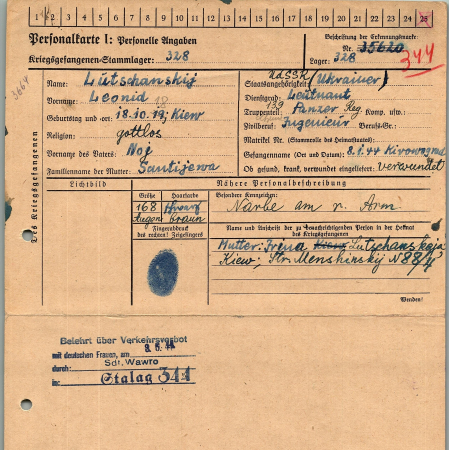 1 2 3 4 5 6 7 8 9 10 11 12 13 14 15 16 17 18 19 20 21 22 23 24 25
Personalkarte I: Personelle Angaben
Beschriftung der Erkennungsmarke
Nr. 35620
Kriegsgefangenen-Stammlager: 328
Lager: 328
344
Des Kriegsgefangenen
Name: Lutschanskij
Vorname: Leonid
Geburtstag und -ort: 18.10.19, Kiew
Religion: gottlos
Vorname des Vaters: Noj
Familienname der Mutter:
Staatsangehörigkeit: UdSSR (Ukrainer)
Dienstgrad: Leutnant
Truppenteil: 139 Panzer Reg. Komp. usw.:
Zivilberuf: Ingenieur Berufs-Gr.:
Matrikel Nr. (Stammrolle des Heimatstaates):
Gefangennahme (Ort und Datum): 8.1.44 Kirowograd
Ob gesund, krank, verwundet eingeliefert: verwundet
Lichtbild
Nähere Personalbeschreibung
Größe
Haarfarbe
Besondere Kennzeichen:
168
Augen braun
Narbe am r. Arm
Fingerabdruck
des rechten! Zeigefingers
Name und Anschrift der zu benachrichtigenden Person in der Heimat
des Kriegsgefangenen
Mutter: Irena Kiew Lutschanskaja
Kiew; Str. Menshinskij N 88/4
Wenden!
Belehrt über Verkehrsverbot
mit deutschen Frauen, am
durch: Sdf. Wawro
in: Stalag 344